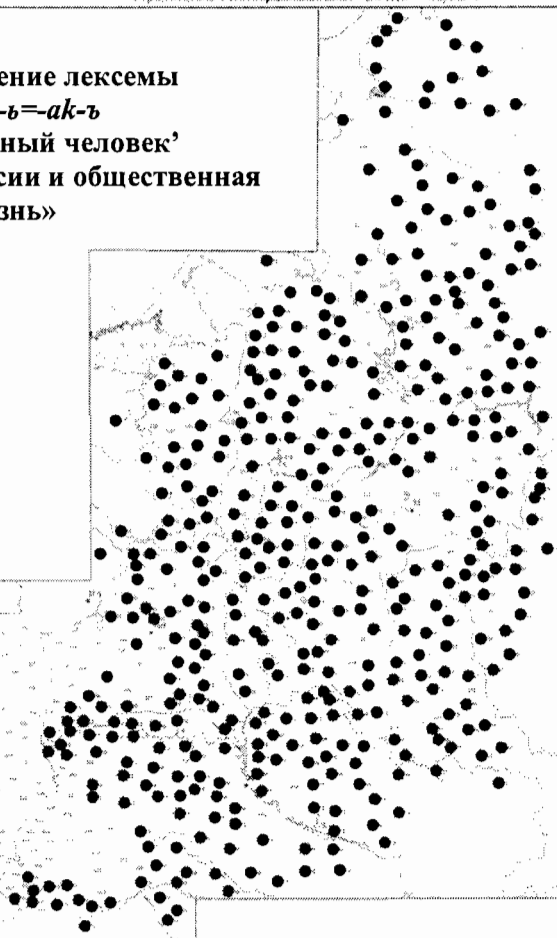 ение лексемы
-ь=-ak-ъ
ный человек’
сии и общественная
знь»